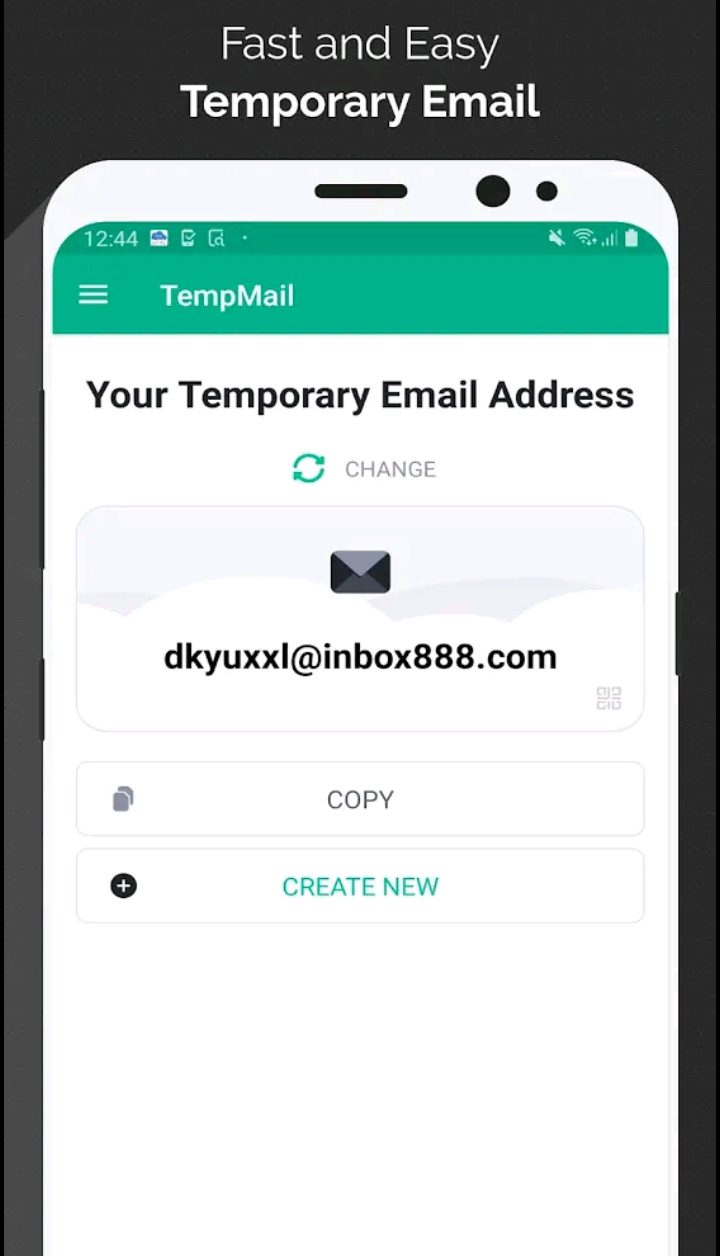 Fast and Easy
Temporary Email
12:44
TempMail
Your Temporary Email Address
CHANGE
dkyuxxl@inbox888.com
COPY
CREATE NEW